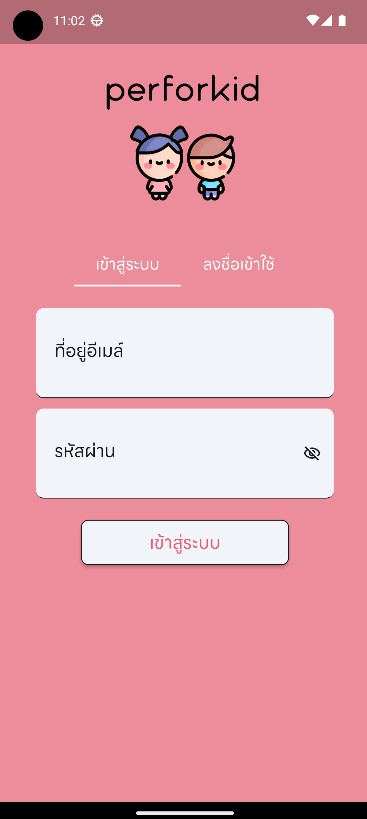 11:02
perforkid
เข้าสู่ระบบ ลงชื่อเข้าใช้
ที่อยู่อีเมล์
รหัสผ่าน
เข้าสู่ระบบ